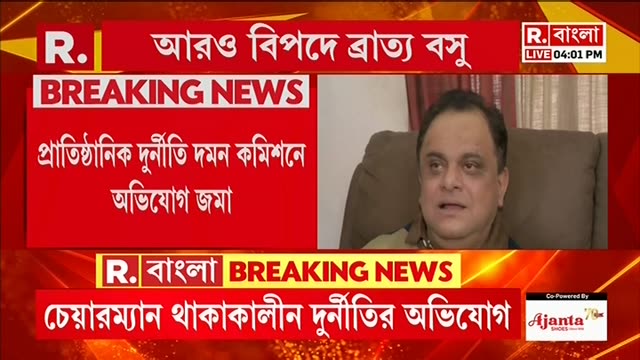 R.
আরও বিপদে ব্রাত্য বসু
R. বাংলা
LIVE 04:01 PM
BREAKING NEWS
প্রাতিষ্ঠানিক দুর্নীতি দমন কমিশনে
অভিযোগ জমা
R. বাংলা BREAKING NEWS
চেয়ারম্যান থাকাকালীন দুর্নীতির অভিযোগ
Co-Powered By
Ajanta
SHOES